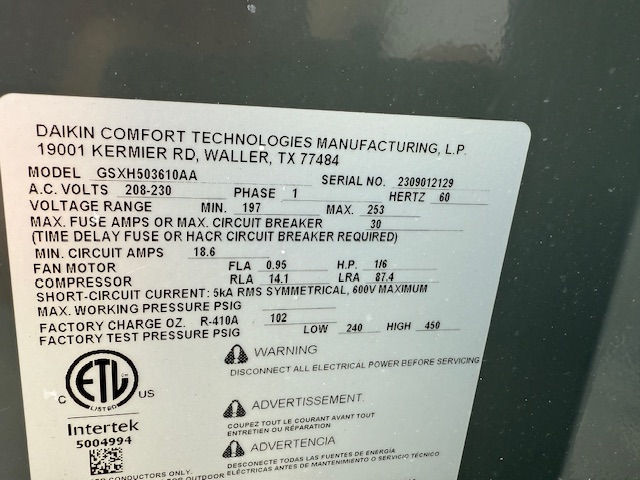 DAIKIN COMFORT TECHNOLOGIES MANUFACTURING, L.P.
19001 KERMIER RD, WALLER, TX 77484
MODEL GSXH503610AA SERIAL NO. 2309012129
A.C. VOLTS 208-230 PHASE 1 HERTZ 60
VOLTAGE RANGE MIN. 197 MAX. 253
MAX. FUSE AMPS OR MAX. CIRCUIT BREAKER 30
(TIME DELAY FUSE OR HACR CIRCUIT BREAKER REQUIRED)
MIN. CIRCUIT AMPS 18.6
FAN MOTOR FLA 0.95 H.P. 1/6
COMPRESSOR RLA 14.1 LRA 87.4
SHORT-CIRCUIT CURRENT: 5kA RMS SYMMETRICAL, 600V MAXIMUM
MAX. WORKING PRESSURE PSIG
FACTORY CHARGE OZ. R-410A 102
FACTORY TEST PRESSURE PSIG LOW 240 HIGH 450
WARNING
DISCONNECT ALL ELECTRICAL POWER BEFORE SERVICING
C ETL US
LISTED
Intertek
5004994
ADVERTISSEMENT
COUPEZ TOUT LE COURANT AVANT TOUT
ENTRETIEN OU RÉPARATION
ADVERTENCIA
DESCONECTE TODAS LAS FUENTES DE ENERGÍA
ELÉCTRICAS ANTES DE MANTENIMIENTO O SERVICIO TÉCNICO
CONDUCTORS ONLY.
OUTDOOR